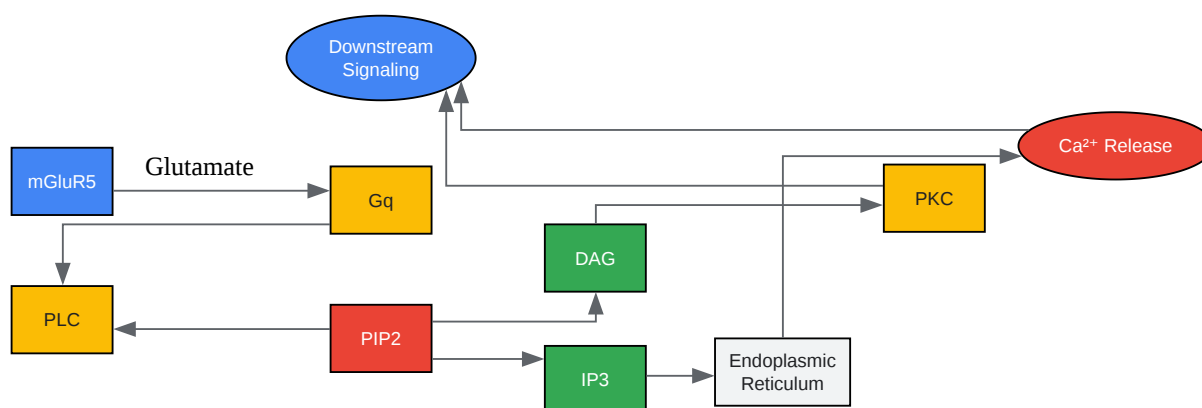 Downstream
Signaling
Ca²⁺ Release
Glutamate
mGluR5
Gq
PKC
DAG
PLC
PIP2
Endoplasmic
Reticulum
IP3